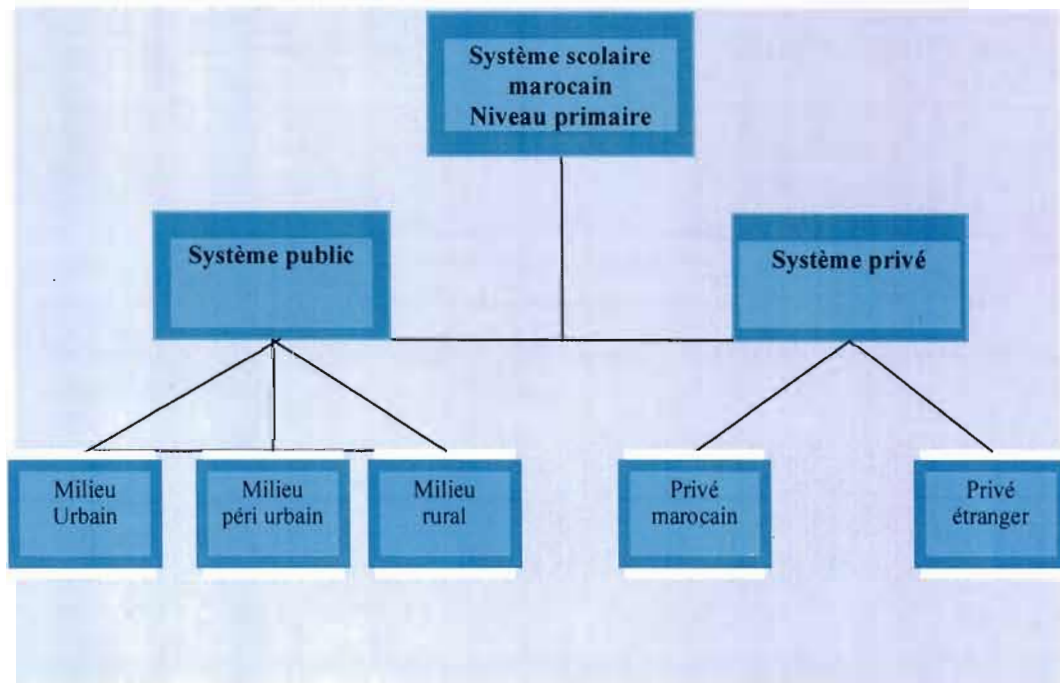 Système scolaire
marocain
Niveau primaire
Système public
Système privé
Milieu
Urbain
Milieu
péri urbain
Milieu
rural
Privé
marocain
Privé
étranger